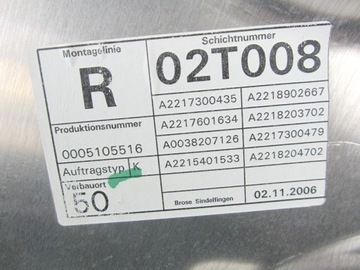 Montagelinie
R
Schichtnummer
02T008
Produktionsnummer
0005105516
Auftragstyp K
Verbauort
50
A2217300435
A2218902667
A2217601634
A2218203702
A0038207126
A2217300479
A2215401533
A2218204702
Brose Sindelfingen
02.11.2006